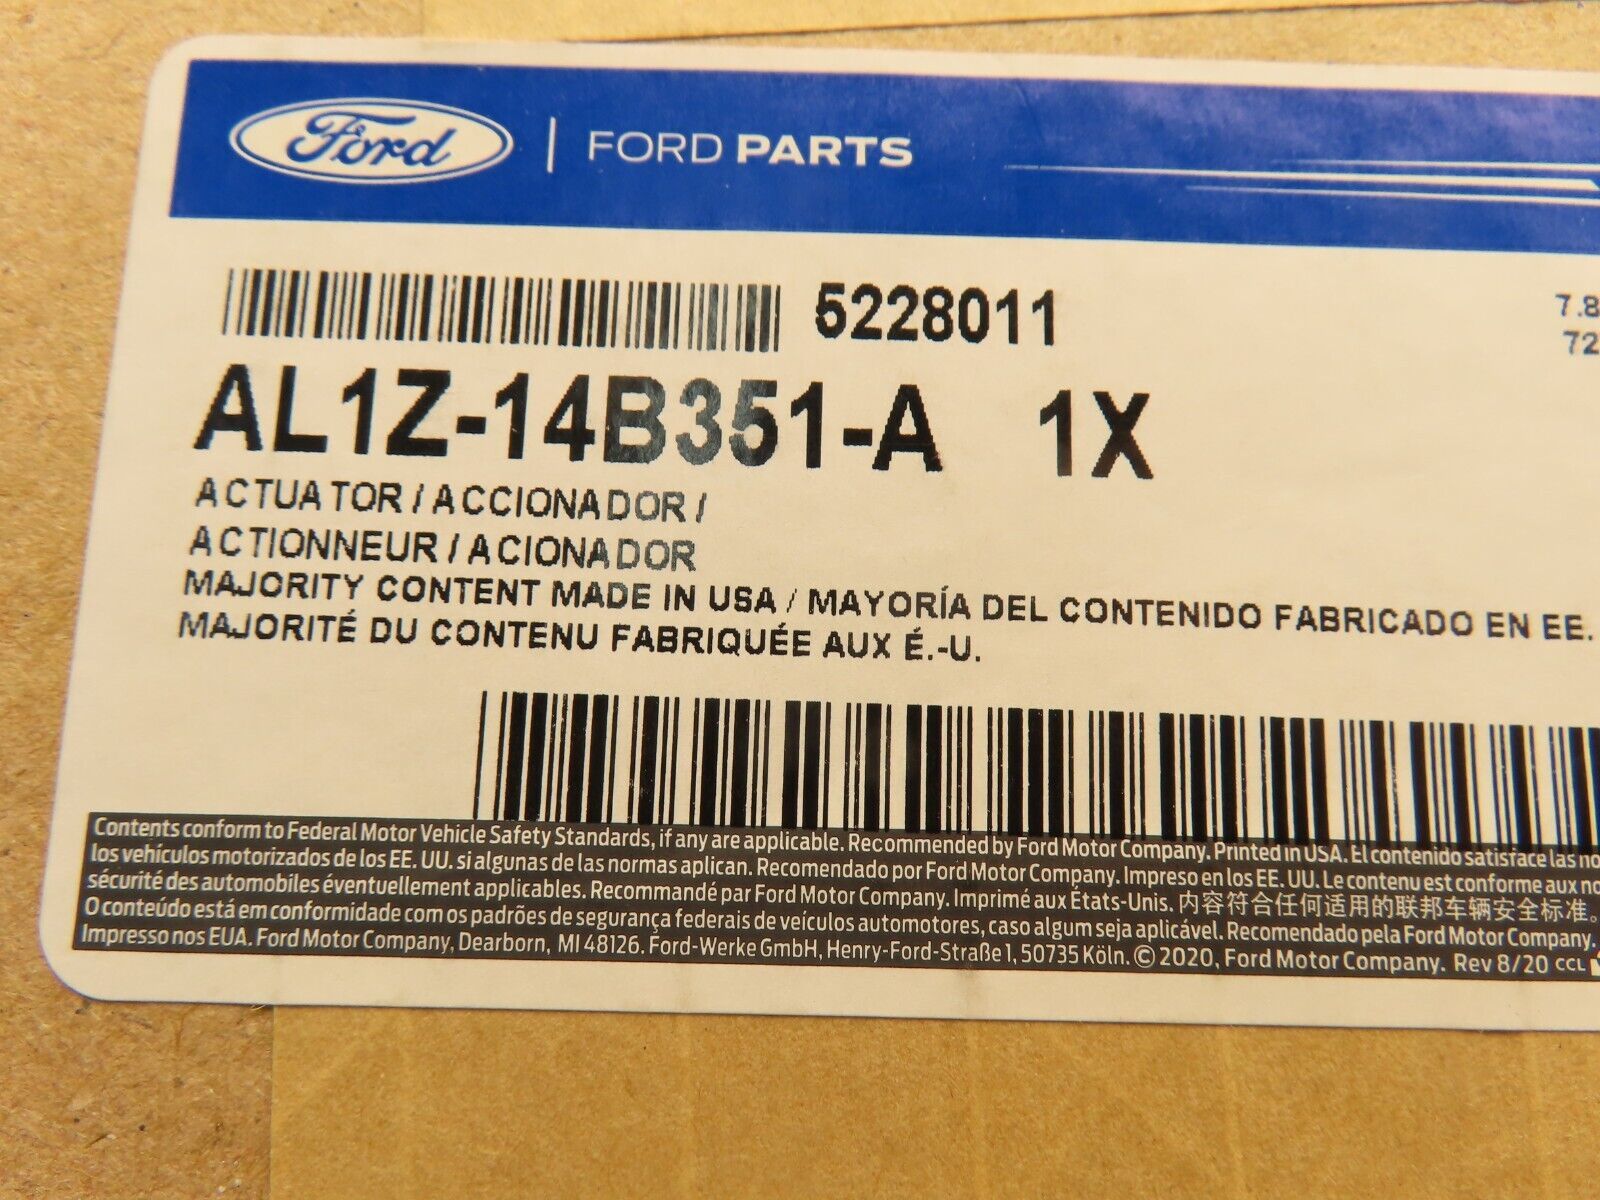 Ford | FORD PARTS
5228011
7.8
72
AL1Z-14B351-A 1X
ACTUATOR / ACCIONADOR /
ACTIONNEUR / ACIONADOR
MAJORITY CONTENT MADE IN USA / MAYORÍA DEL CONTENIDO FABRICADO EN EE.
MAJORITÉ DU CONTENU FABRIQUÉE AUX É.-U.
Contents conform to Federal Motor Vehicle Safety Standards, if any are applicable. Recommended by Ford Motor Company. Printed in USA. El contenido satisface las no
los vehículos motorizados de los EE. UU. si algunas de las normas aplican. Recomendado por Ford Motor Company. Impreso en los EE. UU. Le contenu est conforme aux no
sécurité des automobiles éventuellement applicables. Recommandé par Ford Motor Company. Imprimé aux États-Unis. 内容符合任何适用的联邦车辆安全标准。
O conteúdo está em conformidade com os padrões de segurança federais de veículos automotores, caso algum seja aplicável. Recomendado pela Ford Motor Company.
Impresso nos EUA. Ford Motor Company, Dearborn, MI 48126. Ford-Werke GmbH, Henry-Ford-Straße 1, 50735 Köln. © 2020, Ford Motor Company. Rev 8/20 CCL